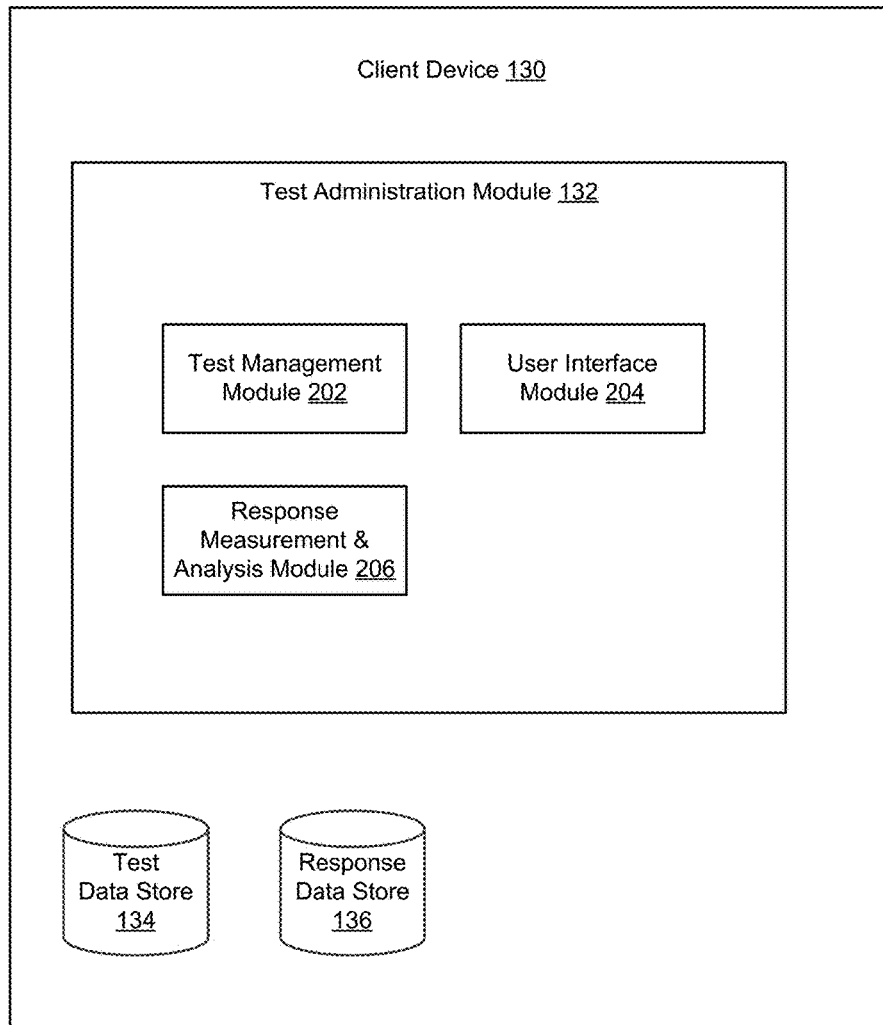 Client Device 130
Test Administration Module 132
Test Management
Module 202
User Interface
Module 204
Response
Measurement &
Analysis Module 206
Test
Data Store
134
Response
Data Store
136